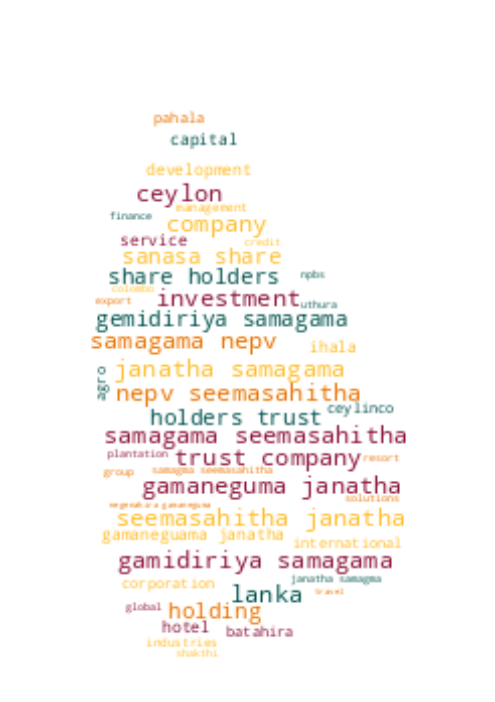 pahala
capital
development
ceylon
management
finance
company
service
credit
sanasa share
share holders
npbs
colombo
export
investment
uthura
gemidiriya samagama
samagama nepv
ihala
janatha samagama
agro
nepv seemasahitha
ceylinco
holders trust
samagama seemasahitha
plantation
trust company
resort
group
samagma seemasahitha
gamaneguma janatha
solutions
negenahira gamaneguma
seemasahitha janatha
gamaneguama janatha
international
gamidiriya samagama
janatha samagma
corporation
travel
lanka
global
holding
hotel
batahira
industries
shakthi